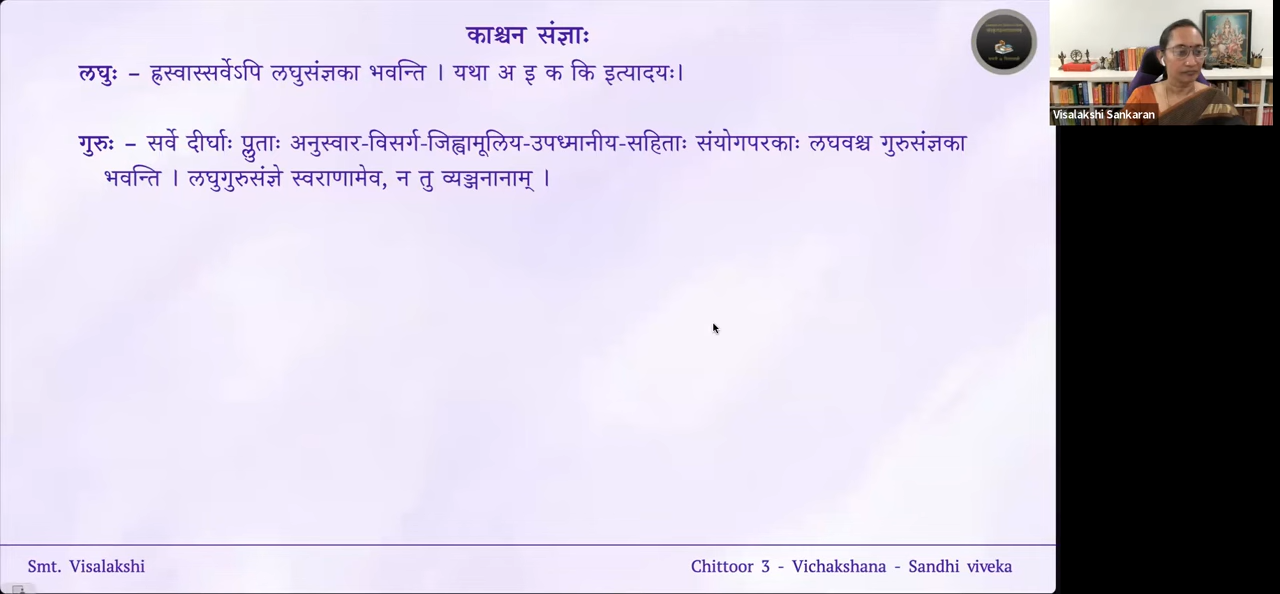 काश्चन संज्ञाः
लघुः – ह्रस्वास्सर्वेऽपि लघुसंज्ञका भवन्ति । यथा अ इ क कि इत्यादयः।
गुरुः – सर्वे दीर्घाः प्लुताः अनुस्वार-विसर्ग-जिह्वामूलिय-उपध्मानीय-सहिताः संयोगपरकाः लघवश्च गुरुसंज्ञका
भवन्ति । लघुगुरुसंज्ञे स्वराणामेव, न तु व्यञ्जनानाम् ।
Visalakshi Sankaran
Smt. Visalakshi
Chittoor 3 - Vichakshana - Sandhi viveka